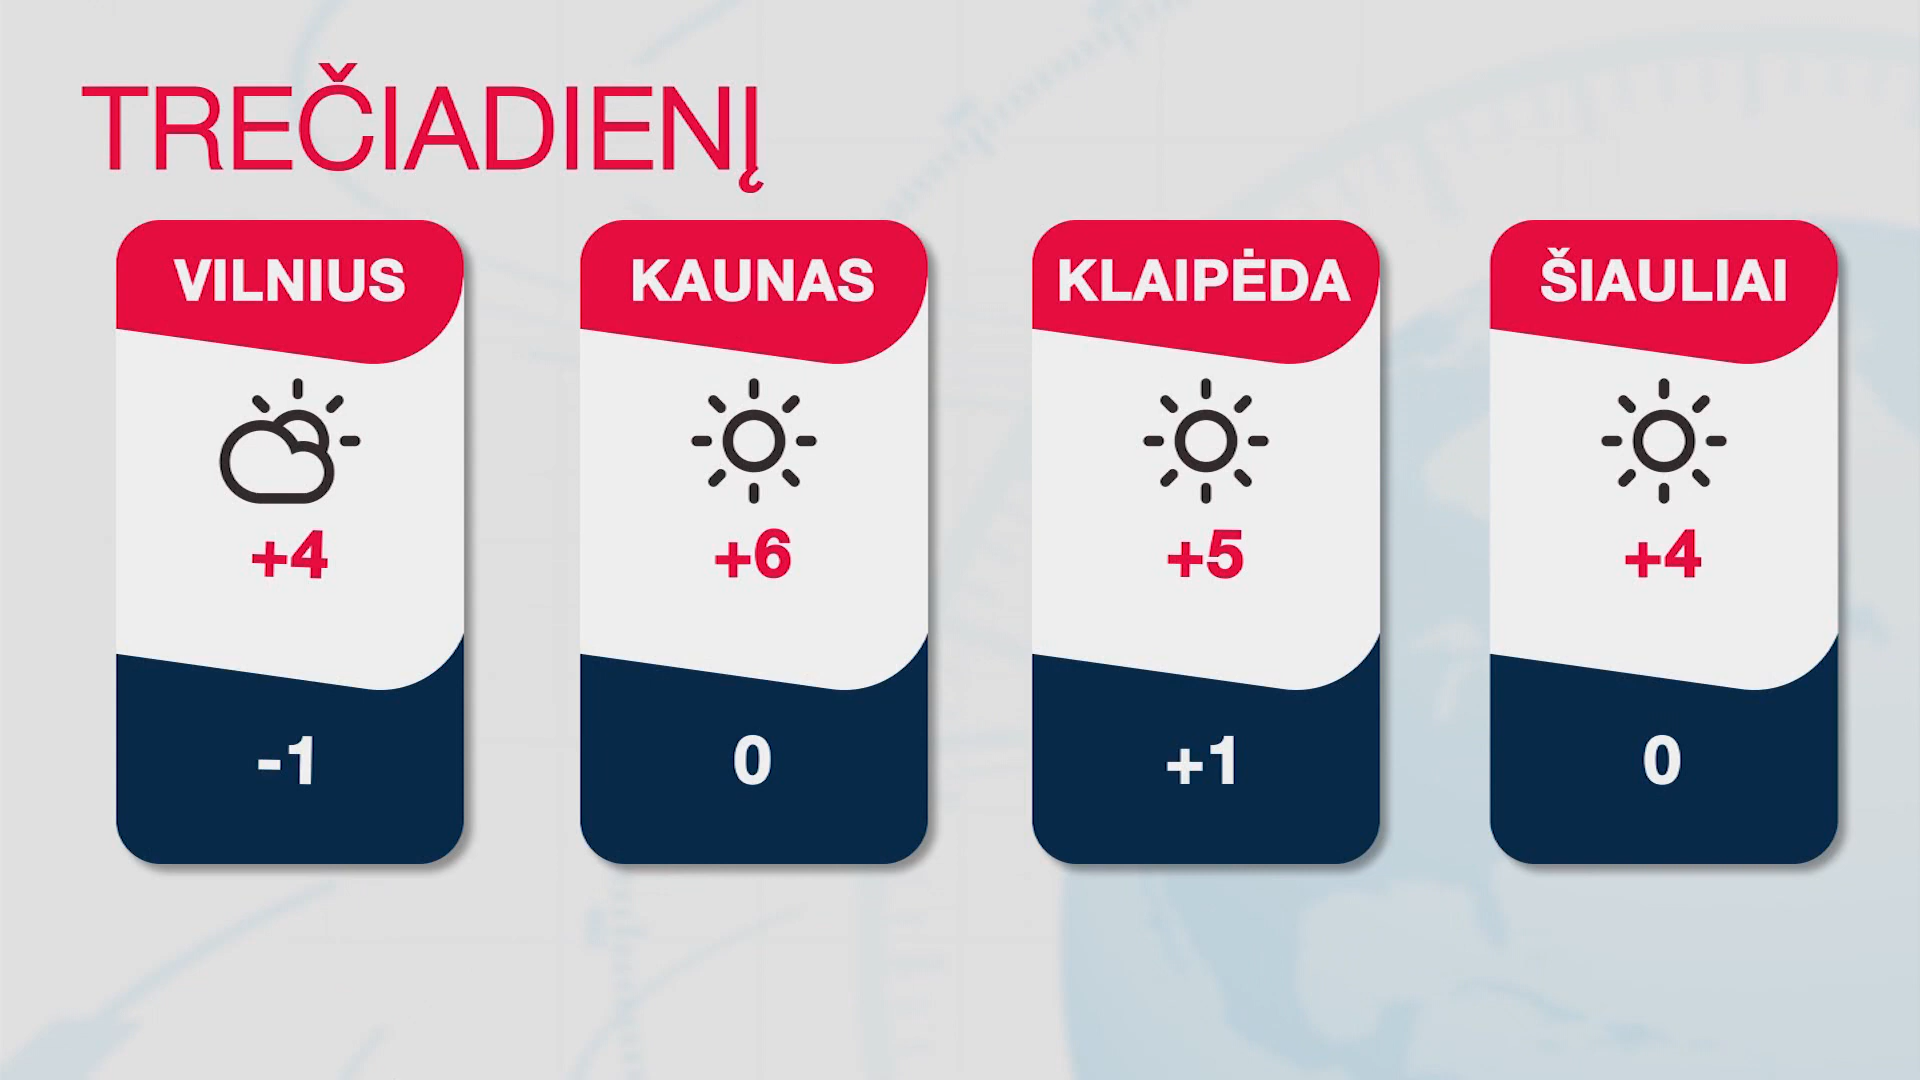 TREČIADIENĮ
VILNIUS
+4
-1
KAUNAS
+6
0
KLAIPĖDA
+5
+1
ŠIAULIAI
+4
0